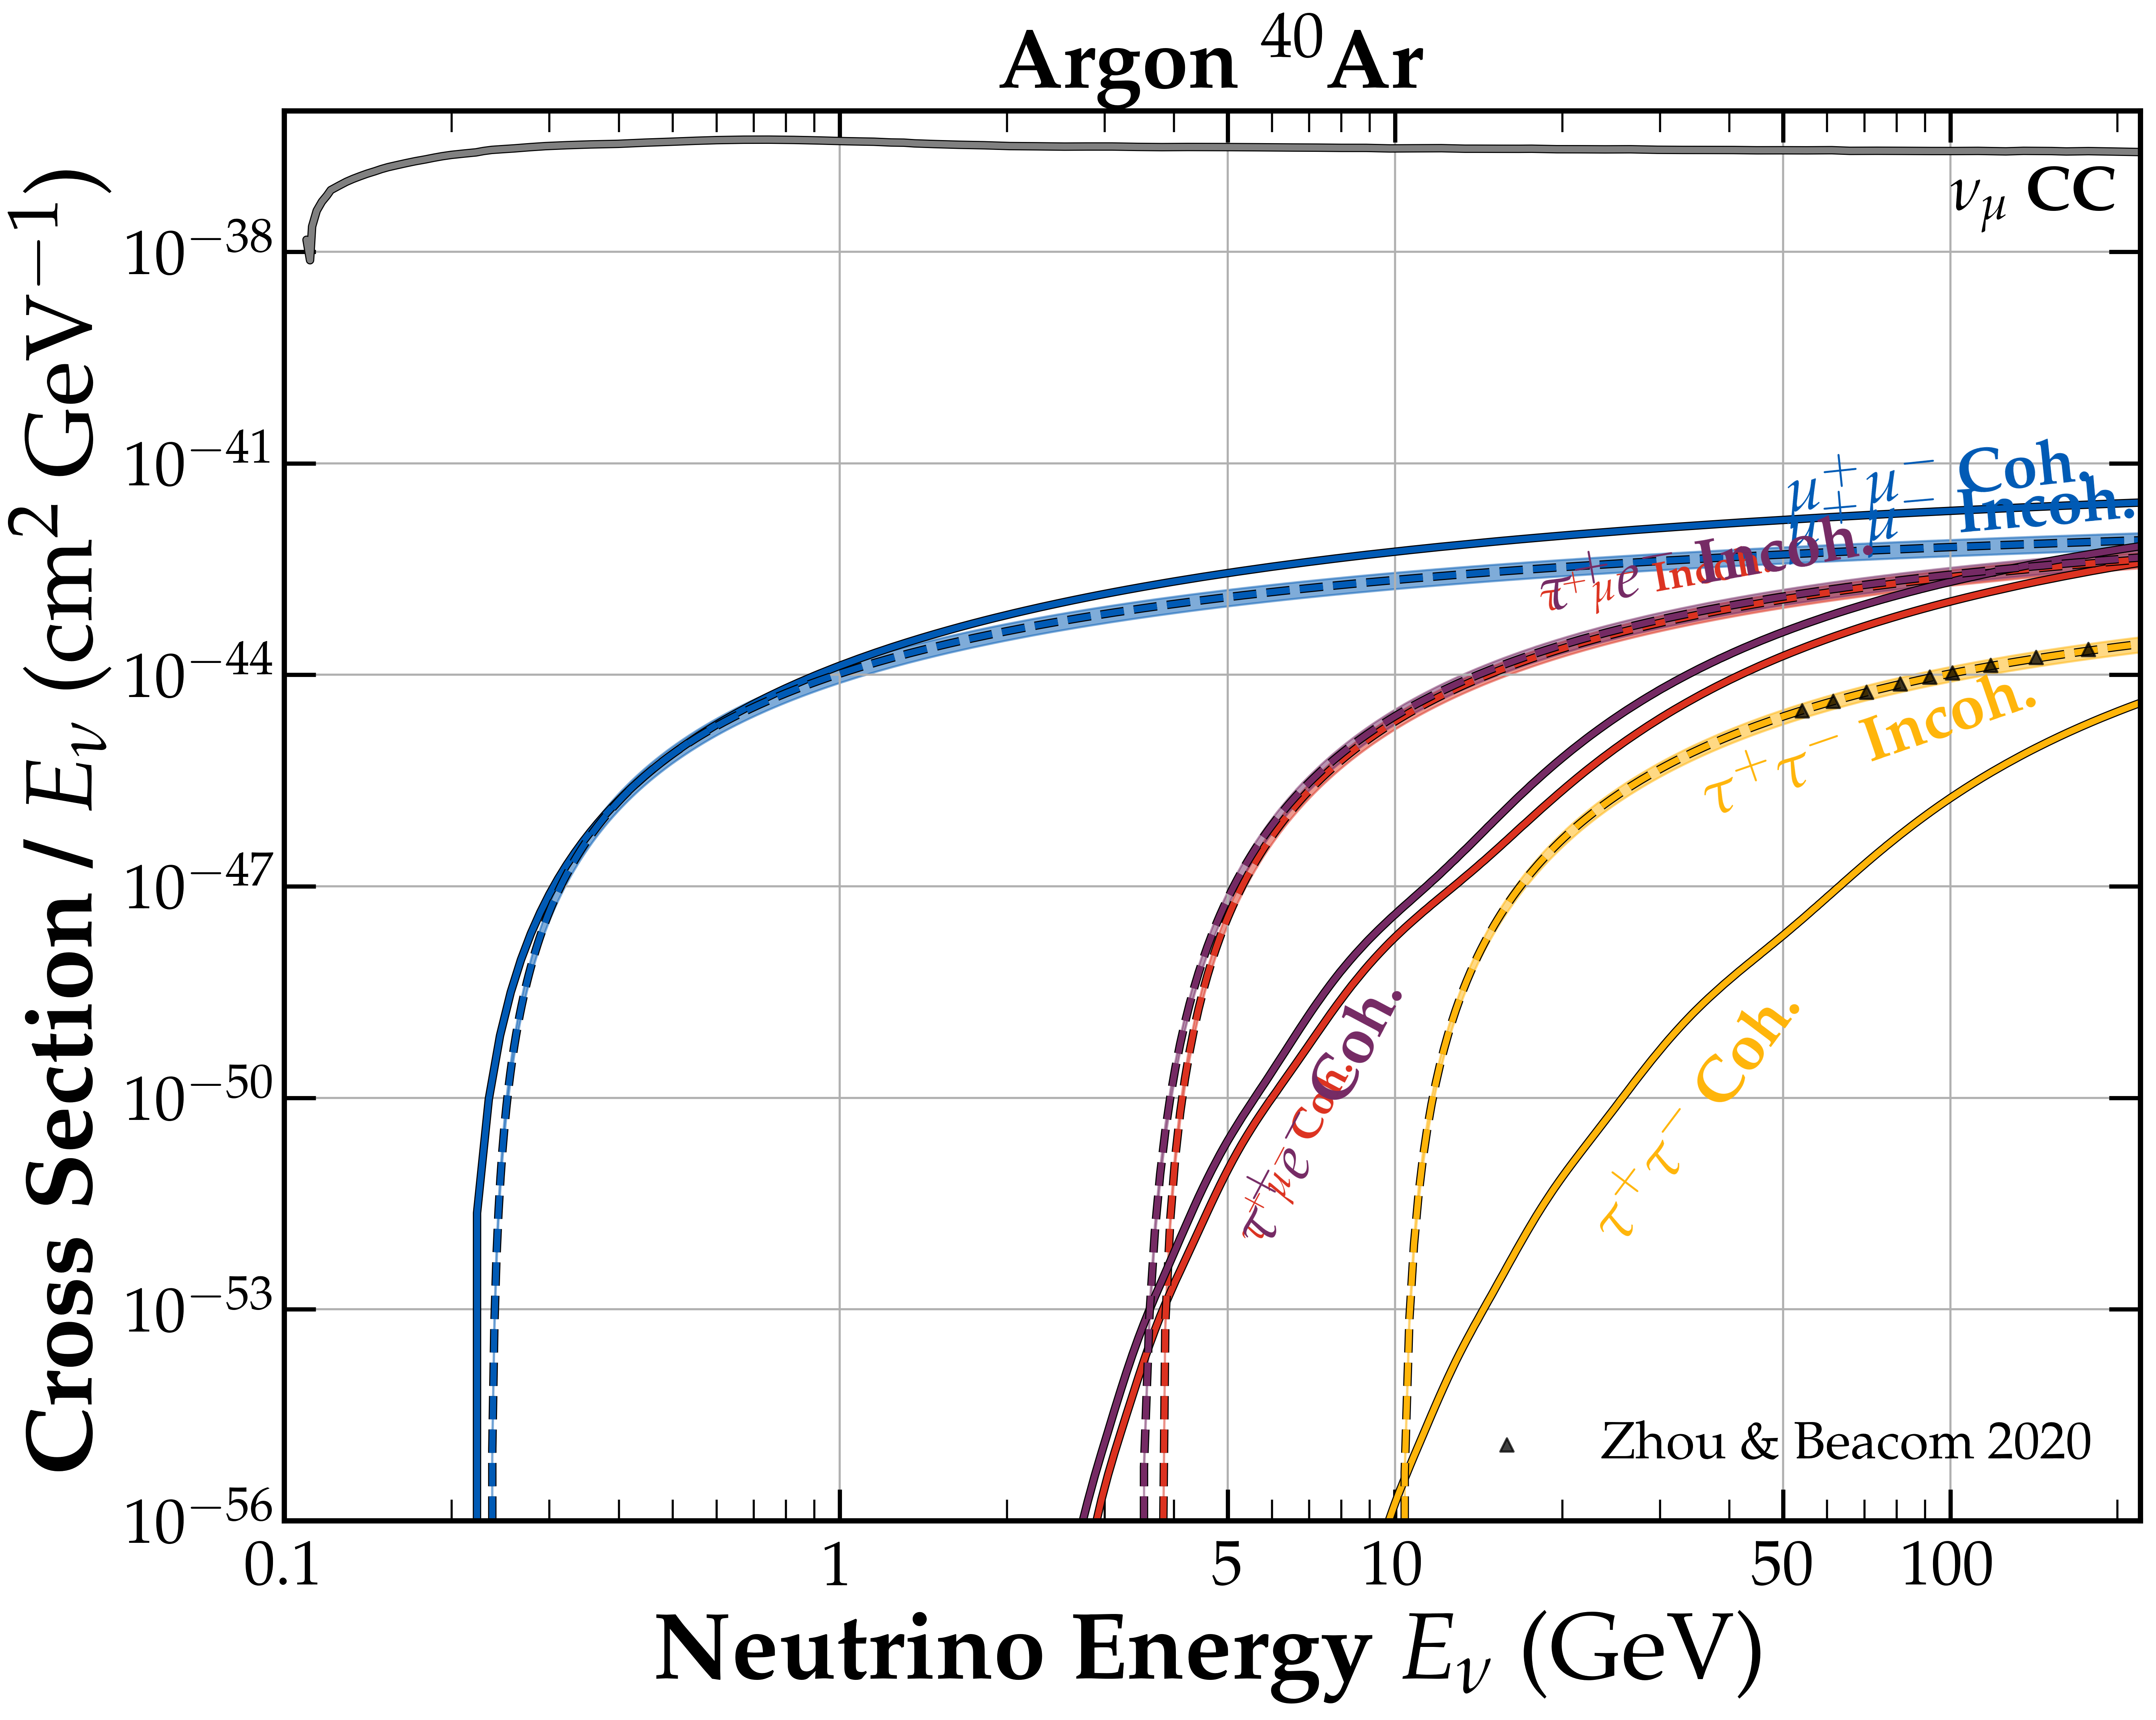 Argon ⁴⁰Ar
Cross Section / E_ν (cm² GeV⁻¹)
10⁻³⁸
10⁻⁴¹
10⁻⁴⁴
10⁻⁴⁷
10⁻⁵⁰
10⁻⁵³
10⁻⁵⁶
ν_μ CC
μ⁺μ⁻ Coh.
μ⁺μ⁻ Incoh.
τ⁺e⁻ Incoh.
τ⁺μ⁻ Incoh.
τ⁺τ⁻ Incoh.
τ⁺e⁻ Coh.
τ⁺μ⁻ Coh.
τ⁺τ⁻ Coh.
Zhou & Beacom 2020
0.1 1 5 10 50 100
Neutrino Energy E_ν (GeV)